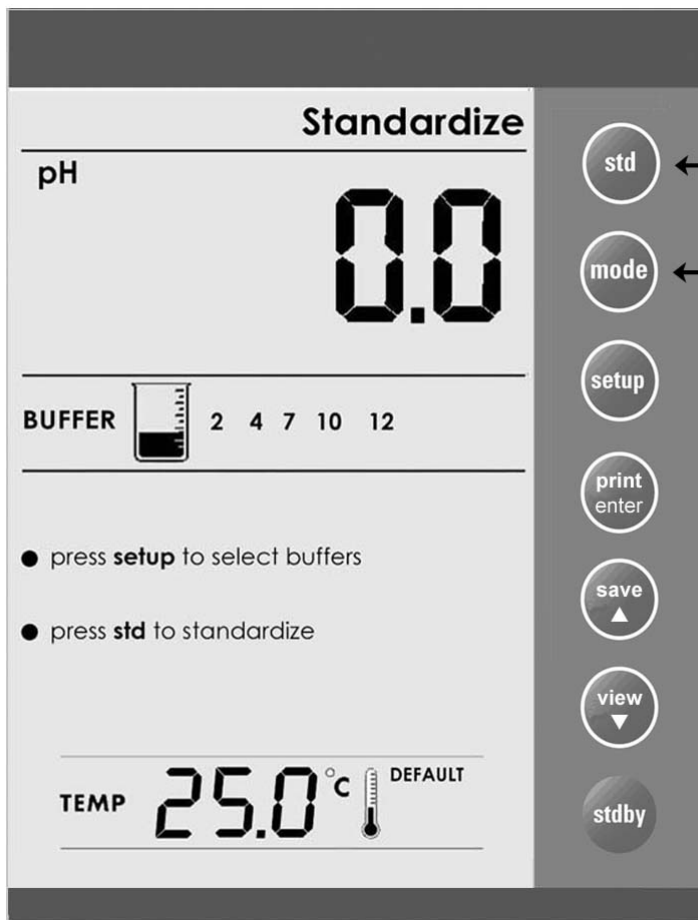 Standardize
pH
0.0
BUFFER 2 4 7 10 12
● press setup to select buffers
● press std to standardize
TEMP 25.0 °C DEFAULT
std
mode
setup
print
enter
save
▲
view
▼
stdby